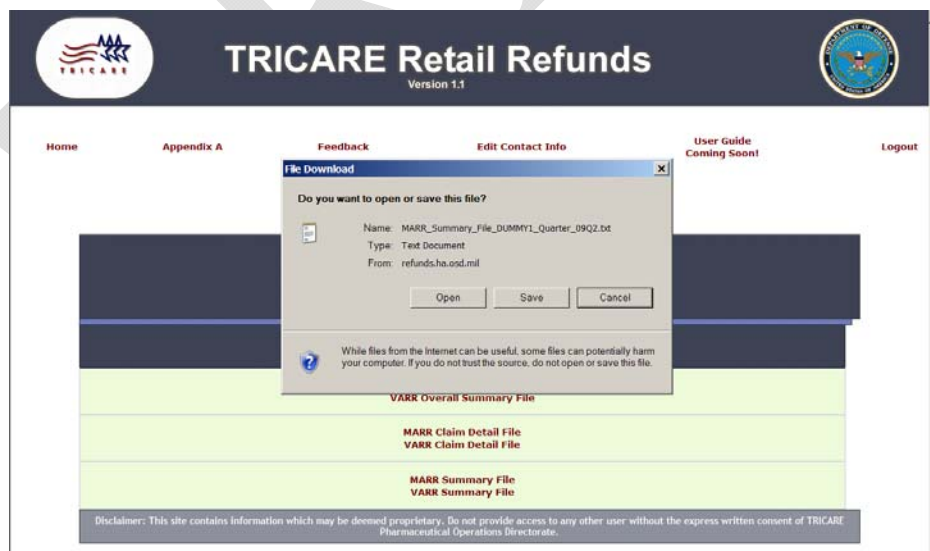 TRICARE
TRICARE Retail Refunds
Version 1.1
Home
Appendix A
Feedback
Edit Contact Info
User Guide
Coming Soon!
Logout
File Download
Do you want to open or save this file?
Name: MARR_Summary_File_DUMMY1_Quarter_09Q2.txt
Type: Text Document
From: refunds.ha.osd.mil
Open
Save
Cancel
While files from the Internet can be useful, some files can potentially harm
your computer. If you do not trust the source, do not open or save this file.
VARR Overall Summary File
MARR Claim Detail File
VARR Claim Detail File
MARR Summary File
VARR Summary File
Disclaimer: This site contains information which may be deemed proprietary. Do not provide access to any other user without the express written consent of TRICARE
Pharmaceutical Operations Directorate.